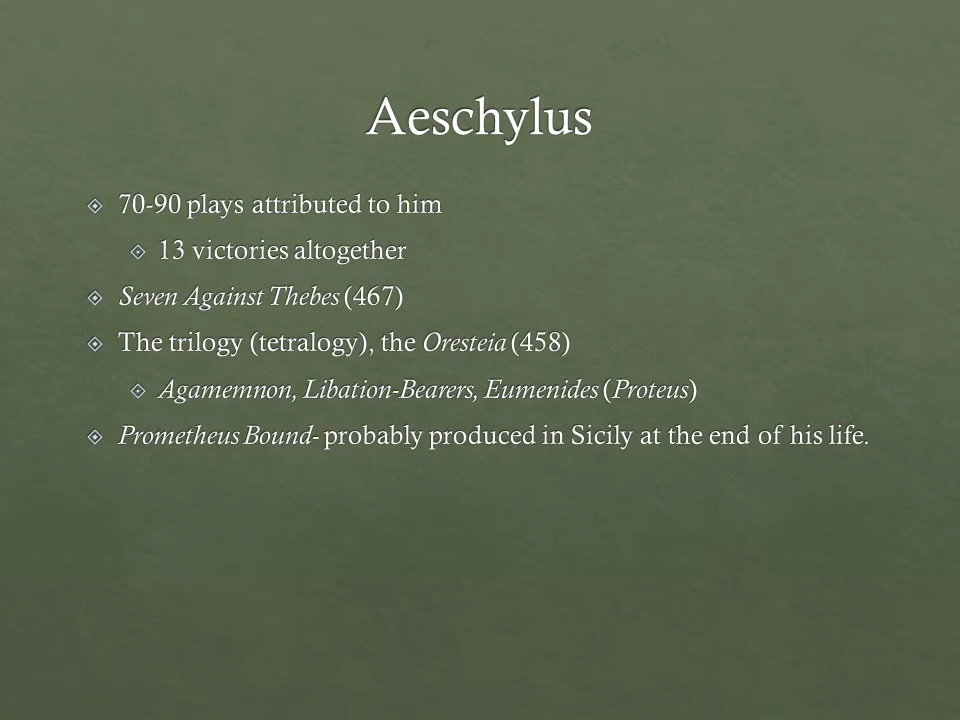 Aeschylus
70-90 plays attributed to him
13 victories altogether
Seven Against Thebes (467)
The trilogy (tetralogy), the Oresteia (458)
Agamemnon, Libation-Bearers, Eumenides (Proteus)
Prometheus Bound- probably produced in Sicily at the end of his life.